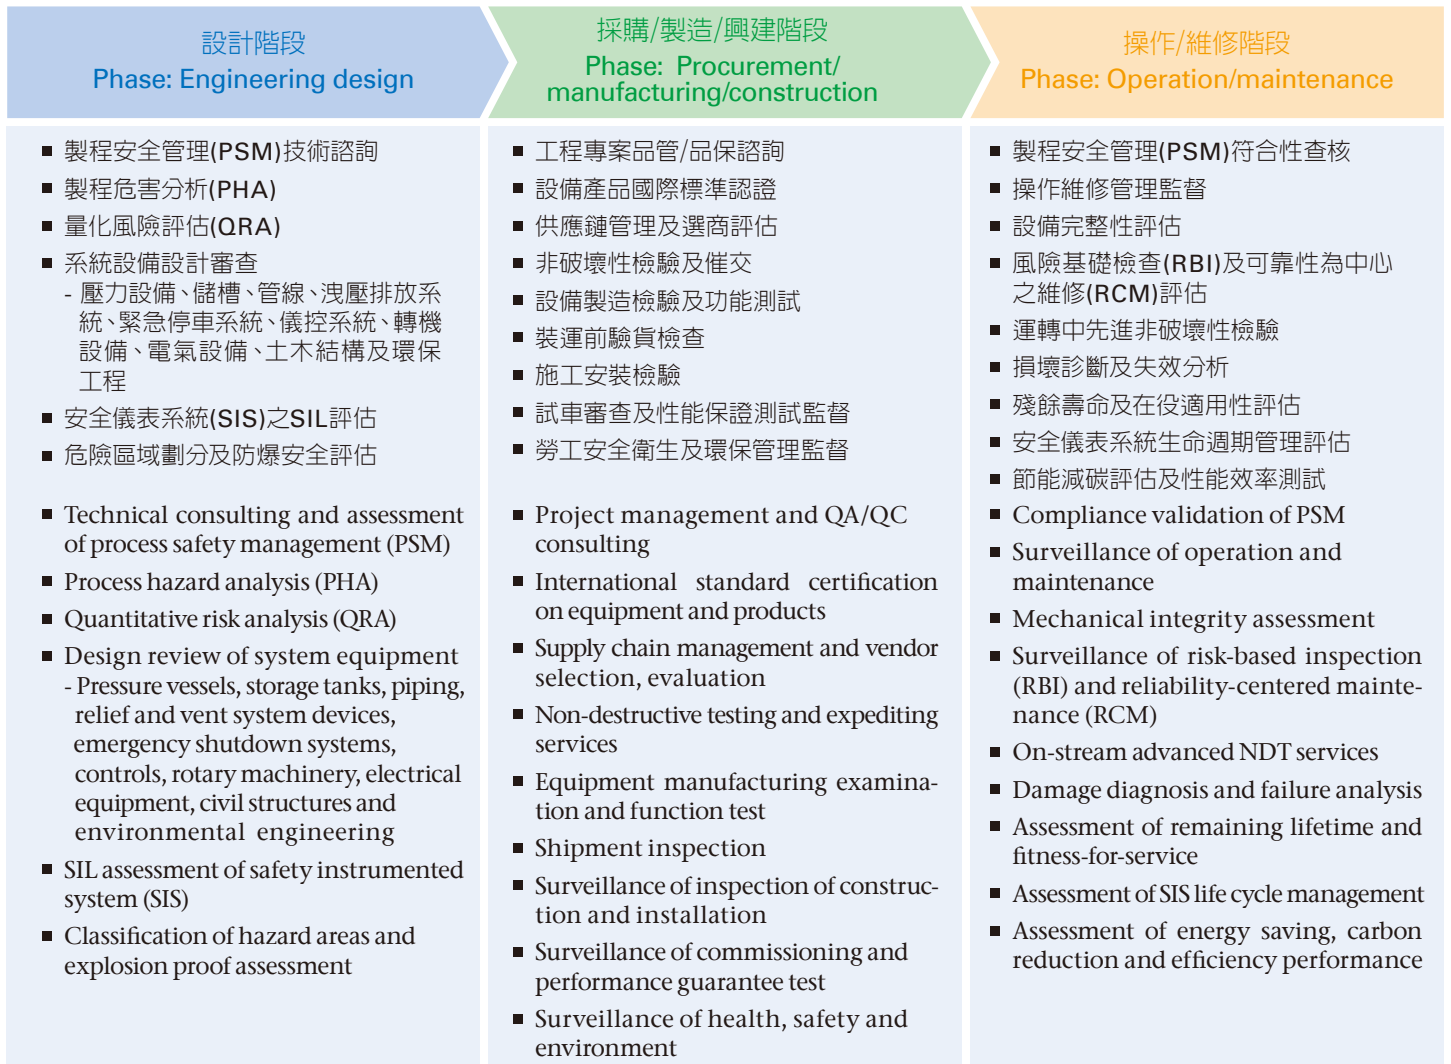 設計階段
Phase: Engineering design
製程安全管理(PSM)技術諮詢
製程危害分析(PHA)
量化風險評估(QRA)
系統設備設計審查
- 壓力設備、儲槽、管線、洩壓排放系
統、緊急停車系統、儀控系統、轉機
設備、電氣設備、土木結構及環保
工程
安全儀表系統(SIS)之SIL評估
危險區域劃分及防爆安全評估
Technical consulting and assessment
of process safety management (PSM)
Process hazard analysis (PHA)
Quantitative risk analysis (QRA)
Design review of system equipment
- Pressure vessels, storage tanks, piping,
relief and vent system devices,
emergency shutdown systems,
controls, rotary machinery, electrical
equipment, civil structures and
environmental engineering
SIL assessment of safety instrumented
system (SIS)
Classification of hazard areas and
explosion proof assessment
採購/製造/興建階段
Phase: Procurement/
manufacturing/construction
工程專案品管/品保諮詢
設備產品國際標準認證
供應鏈管理及選商評估
非破壞性檢驗及催交
設備製造檢驗及功能測試
裝運前驗貨檢查
施工安裝檢驗
試車審查及性能保證測試監督
勞工安全衛生及環保管理監督
Project management and QA/QC
consulting
International standard certification
on equipment and products
Supply chain management and vendor
selection, evaluation
Non-destructive testing and expediting
services
Equipment manufacturing examina-
tion and function test
Shipment inspection
Surveillance of inspection of construc-
tion and installation
Surveillance of commissioning and
performance guarantee test
Surveillance of health, safety and
environment
操作/維修階段
Phase: Operation/maintenance
製程安全管理(PSM)符合性查核
操作維修管理監督
設備完整性評估
風險基礎檢查(RBI)及可靠性為中心
之維修(RCM)評估
運轉中先進非破壞性檢驗
損壞診斷及失效分析
殘餘壽命及在役適用性評估
安全儀表系統生命週期管理評估
節能減碳評估及性能效率測試
Compliance validation of PSM
Surveillance of operation and
maintenance
Mechanical integrity assessment
Surveillance of risk-based inspection
(RBI) and reliability-centered mainte-
nance (RCM)
On-stream advanced NDT services
Damage diagnosis and failure analysis
Assessment of remaining lifetime and
fitness-for-service
Assessment of SIS life cycle management
Assessment of energy saving, carbon
reduction and efficiency performance